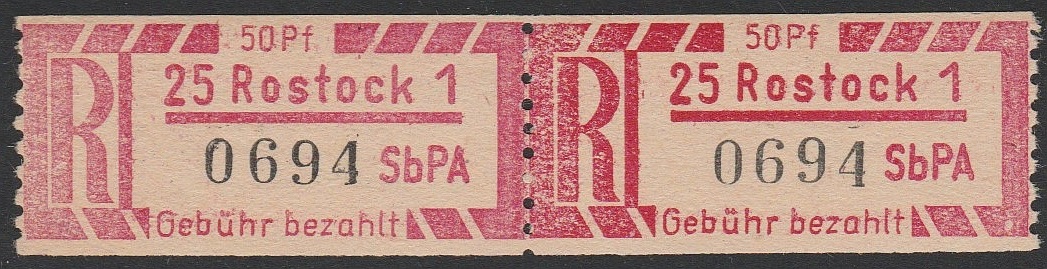 50Pf
R
25 Rostock 1
0694 SbPA
Gebühr bezahlt
50Pf
R
25 Rostock 1
0694 SbPA
Gebühr bezahlt